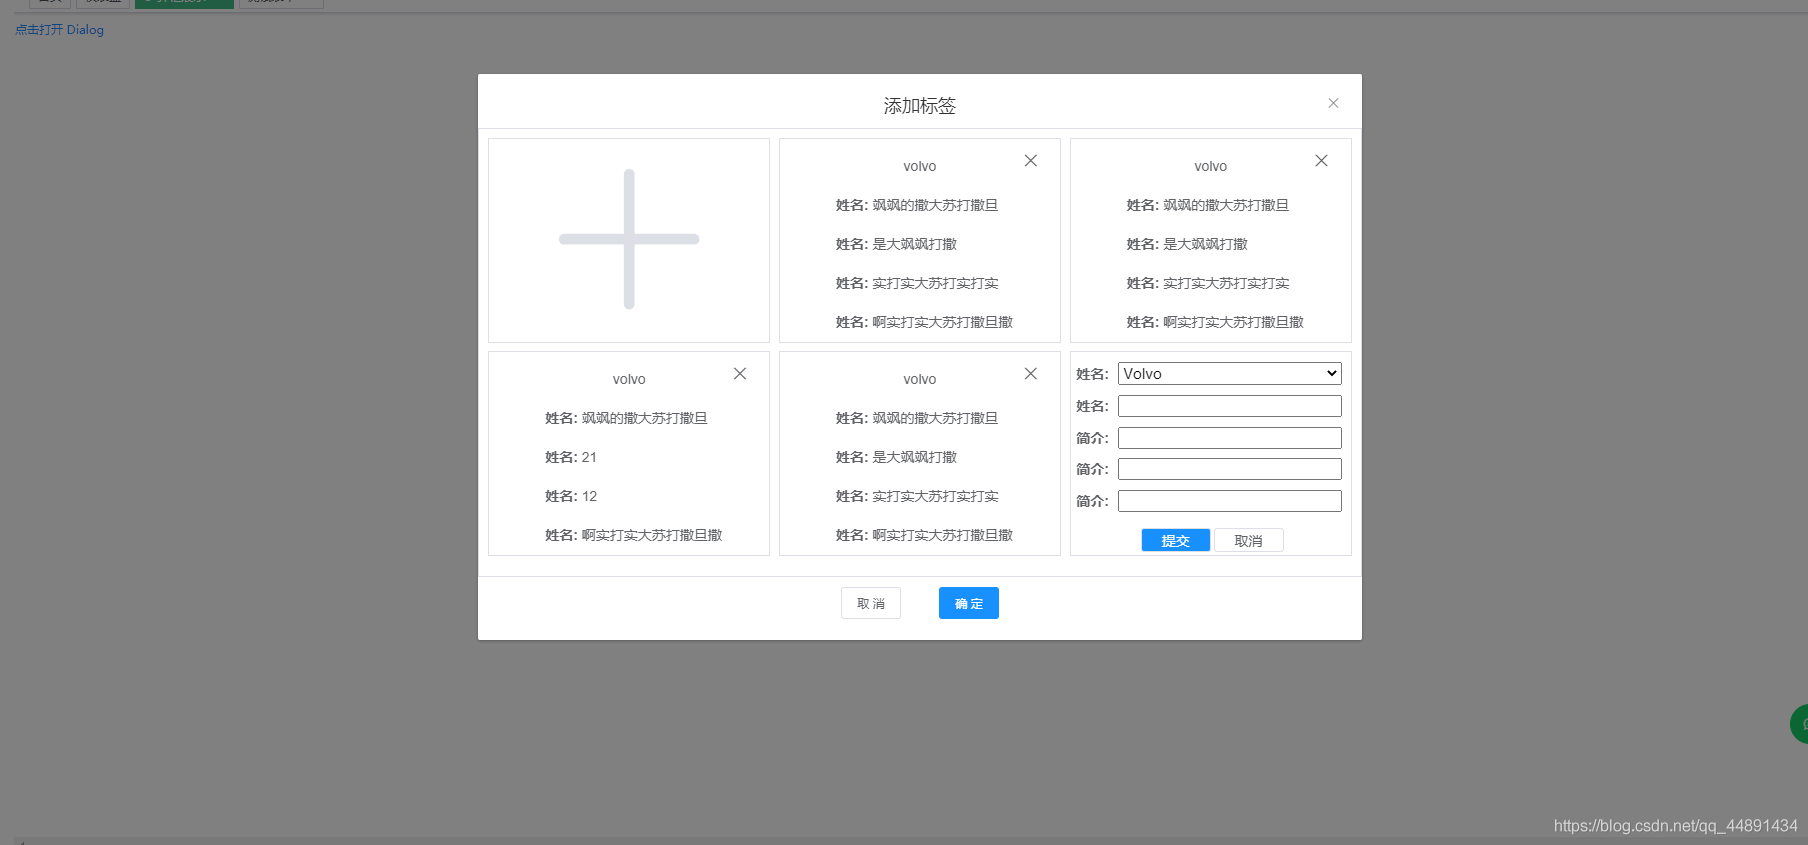 点击打开 Dialog
添加标签
volvo
姓名: 飒飒的撒大苏打撒旦
姓名: 是大飒飒打撒
姓名: 实打实大苏打实打实
姓名: 啊实打实大苏打撒旦撒
volvo
姓名: 飒飒的撒大苏打撒旦
姓名: 是大飒飒打撒
姓名: 实打实大苏打实打实
姓名: 啊实打实大苏打撒旦撒
volvo
姓名: 飒飒的撒大苏打撒旦
姓名: 21
姓名: 12
姓名: 啊实打实大苏打撒旦撒
volvo
姓名: 飒飒的撒大苏打撒旦
姓名: 是大飒飒打撒
姓名: 实打实大苏打实打实
姓名: 啊实打实大苏打撒旦撒
姓名: Volvo
姓名:
简介:
简介:
简介:
提交 取消
取 消 确 定
https://blog.csdn.net/qq_44891434